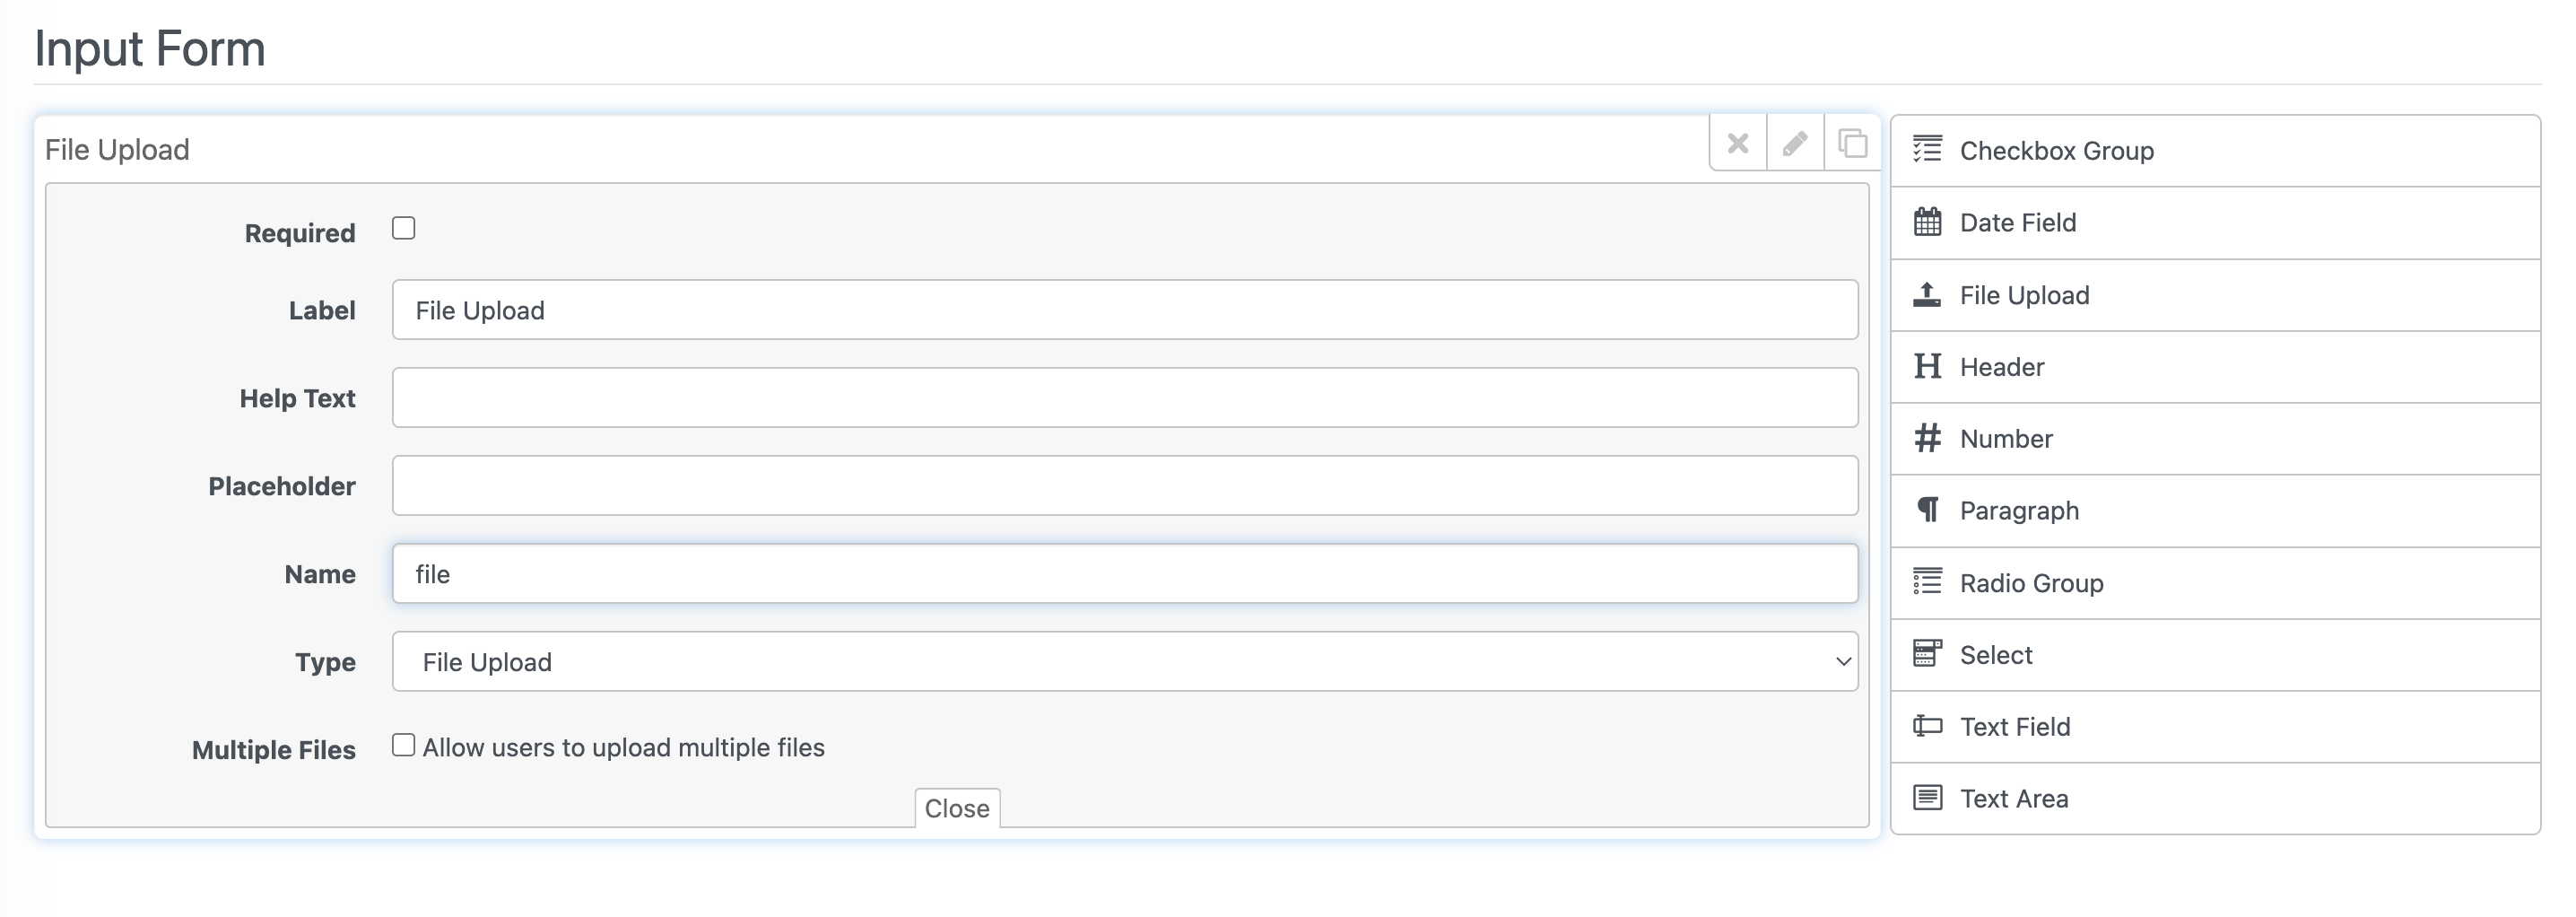 Input Form
File Upload
Required
Label File Upload
Help Text
Placeholder
Name file
Type File Upload
Multiple Files Allow users to upload multiple files
Close
Checkbox Group
Date Field
File Upload
Header
Number
Paragraph
Radio Group
Select
Text Field
Text Area